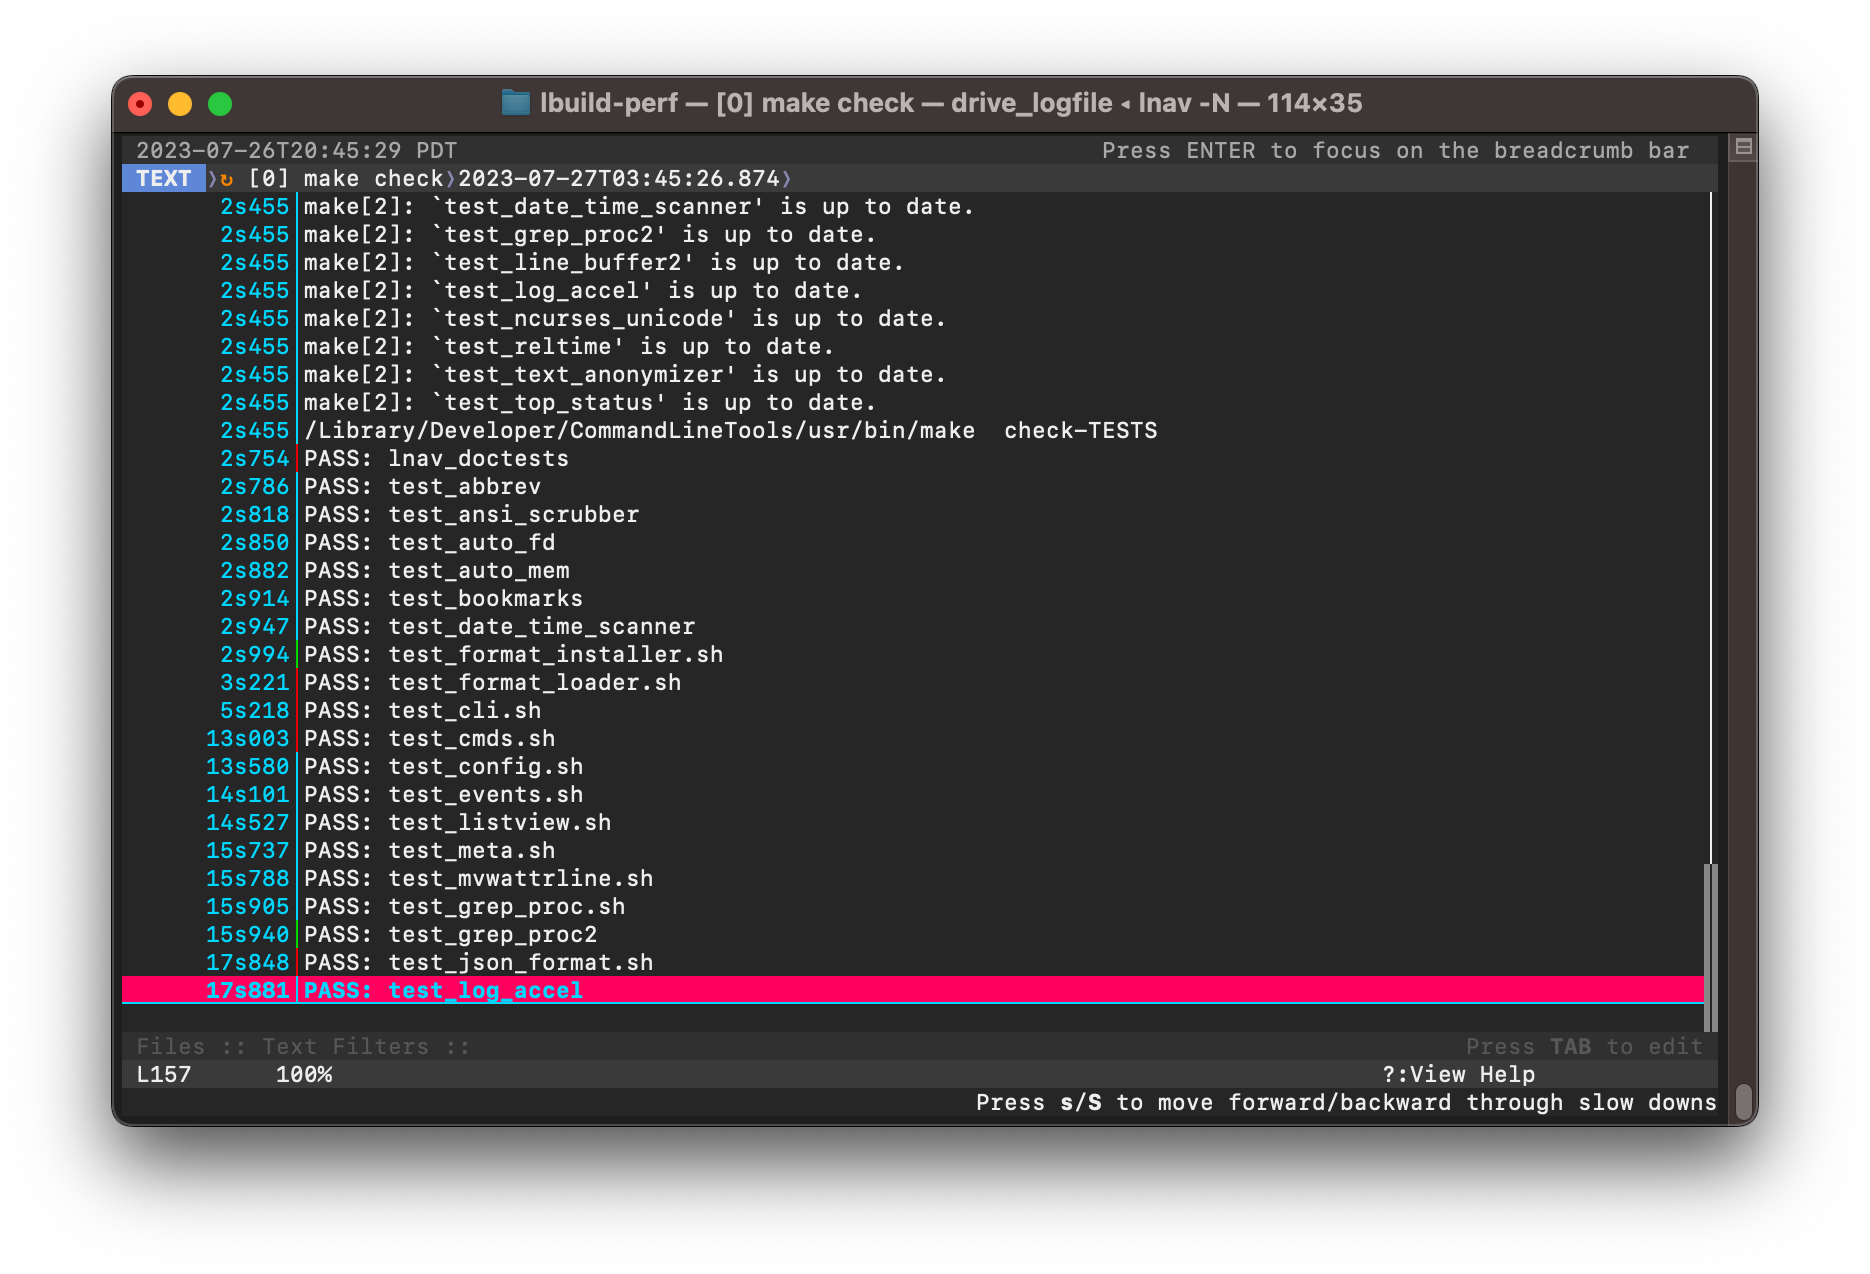 lbuild-perf — [0] make check — drive_logfile ◂ lnav -N — 114×35
2023-07-26T20:45:29 PDT Press ENTER to focus on the breadcrumb bar
TEXT ❭↻ [0] make check❭2023-07-27T03:45:26.874❭
2s455 make[2]: `test_date_time_scanner' is up to date.
2s455 make[2]: `test_grep_proc2' is up to date.
2s455 make[2]: `test_line_buffer2' is up to date.
2s455 make[2]: `test_log_accel' is up to date.
2s455 make[2]: `test_ncurses_unicode' is up to date.
2s455 make[2]: `test_reltime' is up to date.
2s455 make[2]: `test_text_anonymizer' is up to date.
2s455 make[2]: `test_top_status' is up to date.
2s455 /Library/Developer/CommandLineTools/usr/bin/make  check-TESTS
2s754 PASS: lnav_doctests
2s786 PASS: test_abbrev
2s818 PASS: test_ansi_scrubber
2s850 PASS: test_auto_fd
2s882 PASS: test_auto_mem
2s914 PASS: test_bookmarks
2s947 PASS: test_date_time_scanner
2s994 PASS: test_format_installer.sh
3s221 PASS: test_format_loader.sh
5s218 PASS: test_cli.sh
13s003 PASS: test_cmds.sh
13s580 PASS: test_config.sh
14s101 PASS: test_events.sh
14s527 PASS: test_listview.sh
15s737 PASS: test_meta.sh
15s788 PASS: test_mvwattrline.sh
15s905 PASS: test_grep_proc.sh
15s940 PASS: test_grep_proc2
17s848 PASS: test_json_format.sh
17s881 PASS: test_log_accel
Files :: Text Filters :: Press TAB to edit
L157 100% ?:View Help
Press s/S to move forward/backward through slow downs